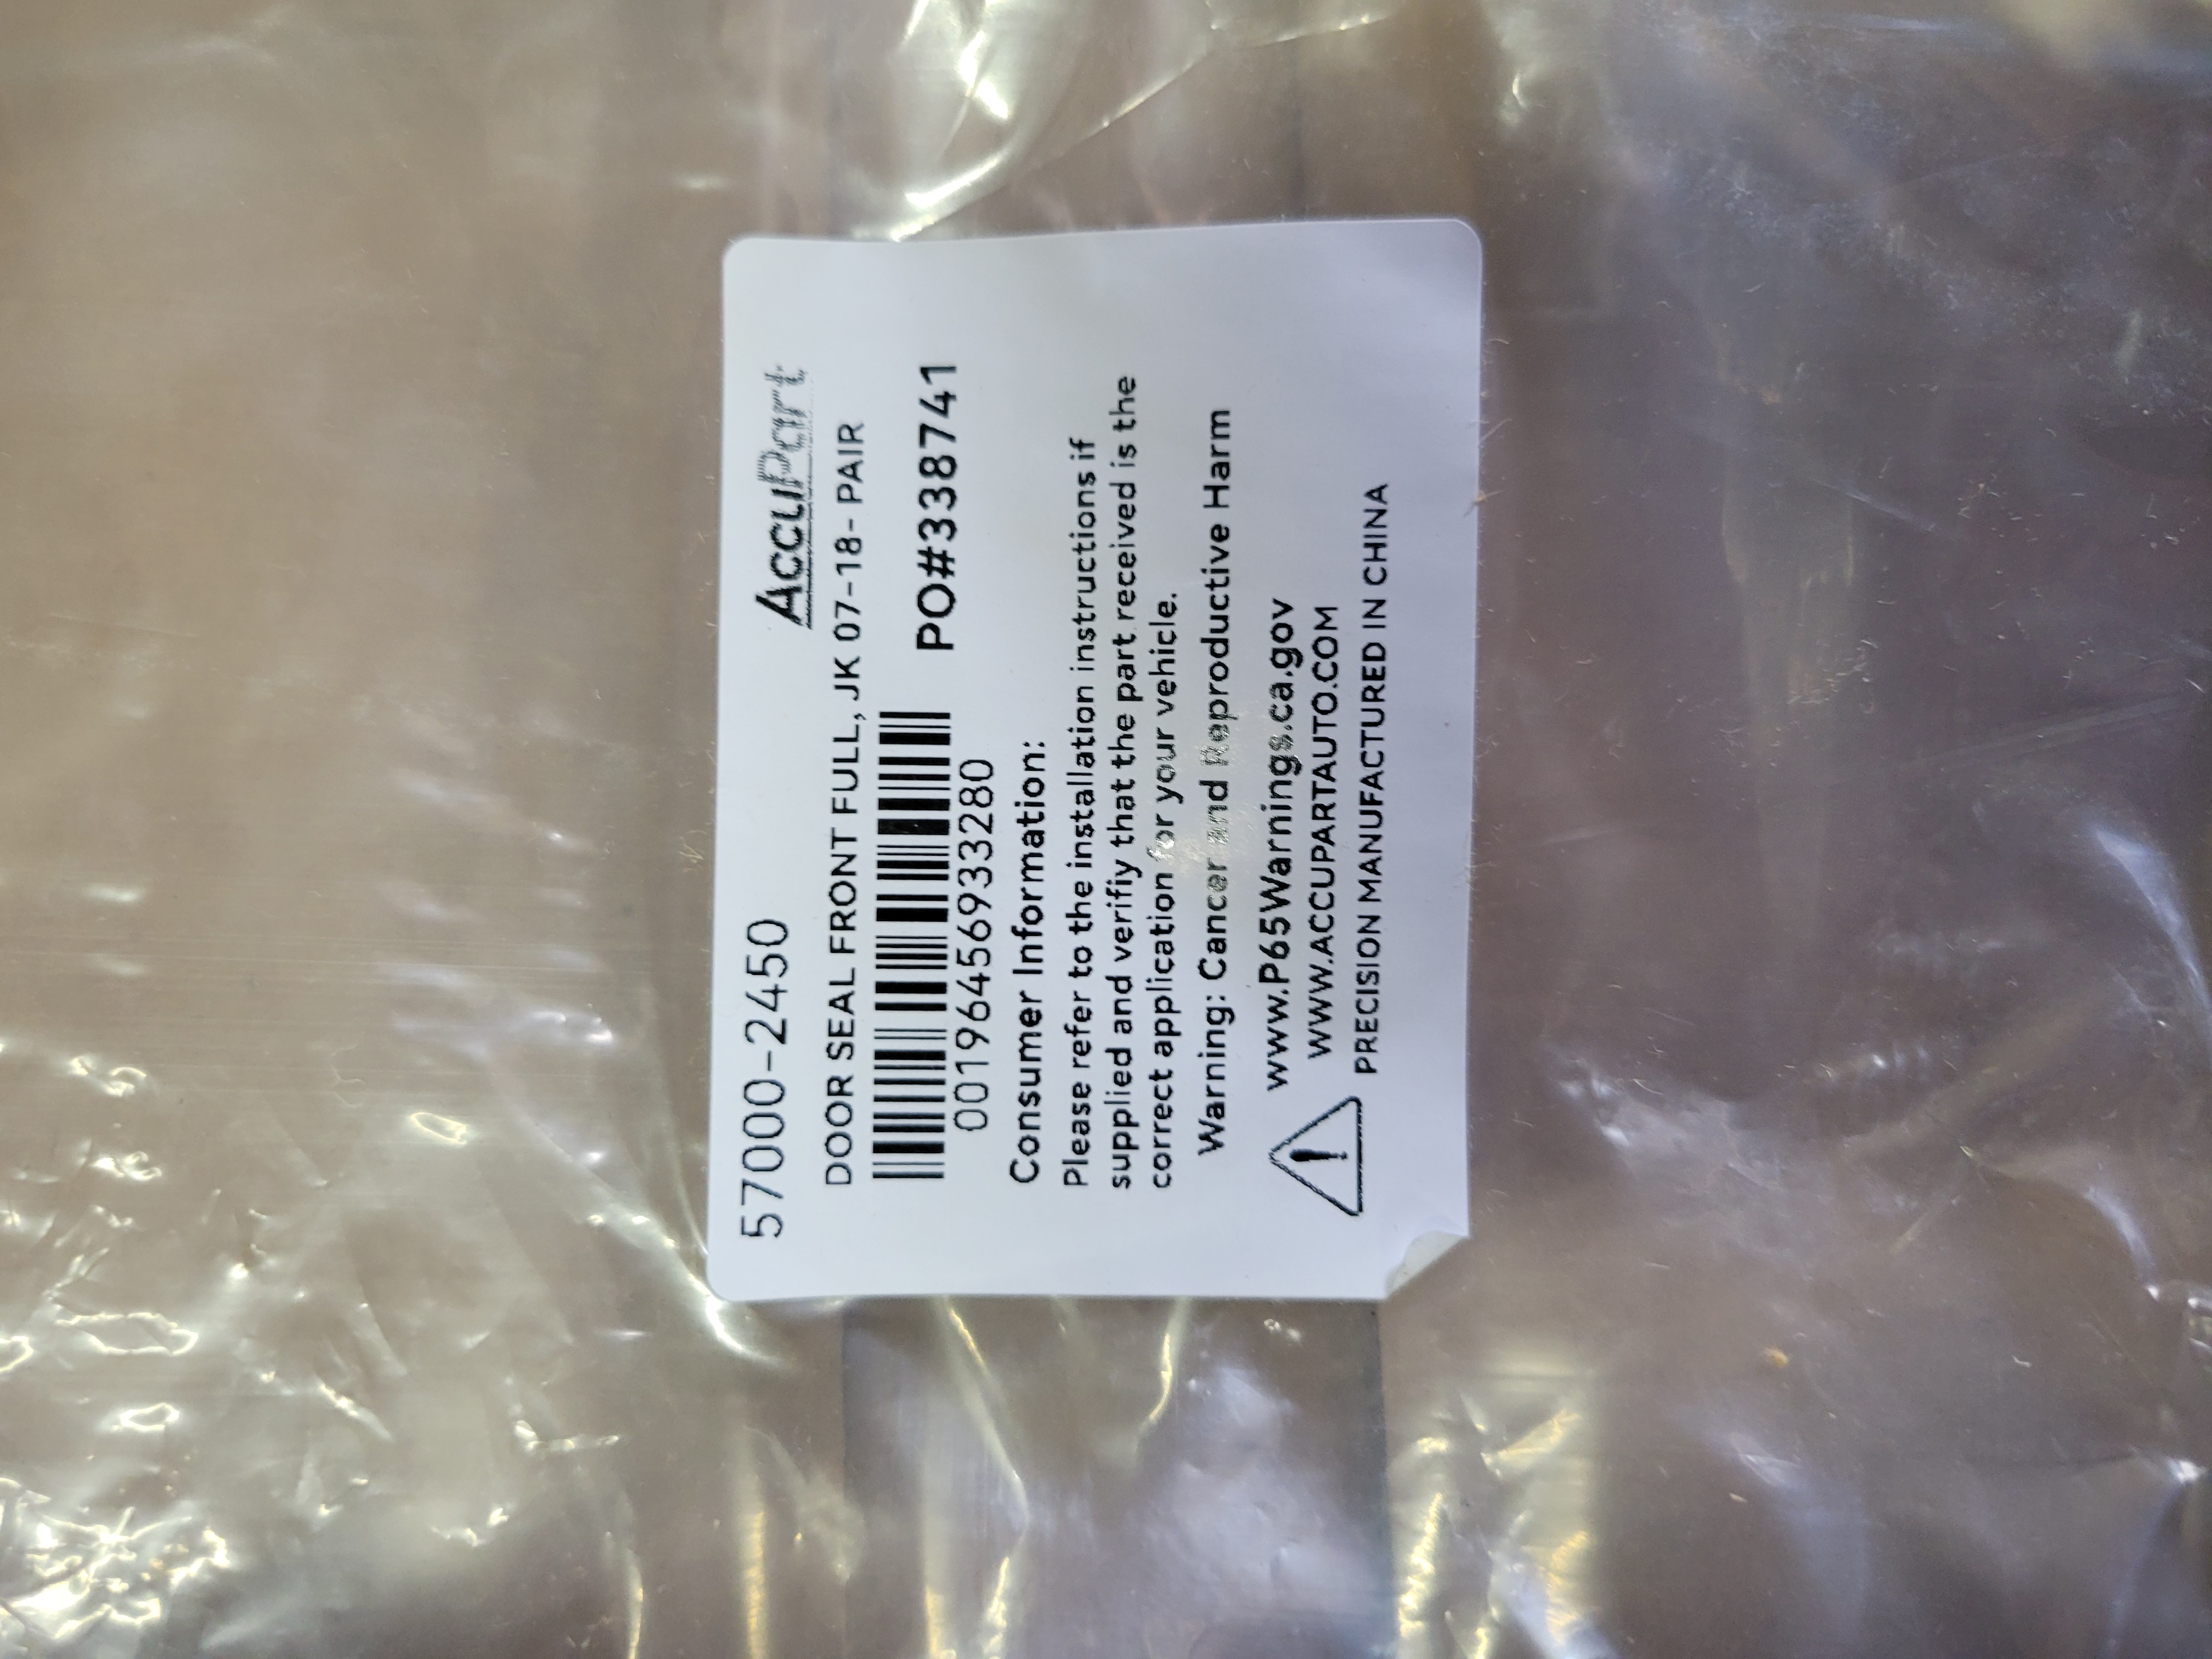 57000-2450
AccuPart
DOOR SEAL FRONT FULL, JK 07-18- PAIR
PO#338741
00196456933280
Consumer Information:
Please refer to the installation instructions if
supplied and verifiy that the part received is the
correct application for your vehicle.
Warning: Cancer and Reproductive Harm
www.P65Warnings.ca.gov
WWW.ACCUPARTAUTO.COM
PRECISION MANUFACTURED IN CHINA